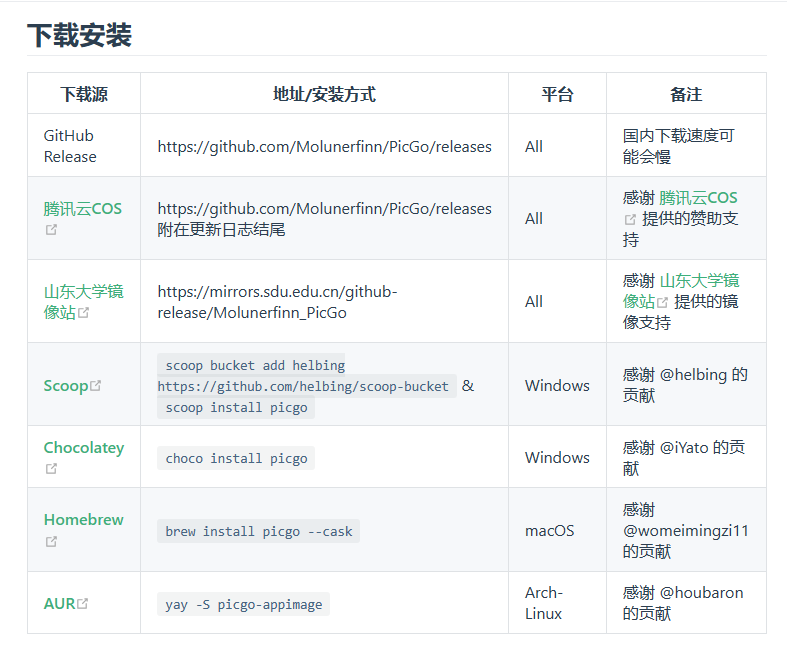 下载安装
下载源 地址/安装方式 平台 备注
GitHub
Release
https://github.com/Molunerfinn/PicGo/releases
All
国内下载速度可
能会慢
腾讯云COS
https://github.com/Molunerfinn/PicGo/releases
附在更新日志结尾
All
感谢 腾讯云COS
提供的赞助支
持
山东大学镜
像站
https://mirrors.sdu.edu.cn/github-
release/Molunerfinn_PicGo
All
感谢 山东大学镜
像站 提供的镜
像支持
Scoop
scoop bucket add helbing
https://github.com/helbing/scoop-bucket &
scoop install picgo
Windows
感谢 @helbing 的
贡献
Chocolatey
choco install picgo
Windows
感谢 @iYato 的贡
献
Homebrew
brew install picgo --cask
macOS
感谢
@womeimingzi11
的贡献
AUR
yay -S picgo-appimage
Arch-
Linux
感谢 @houbaron
的贡献